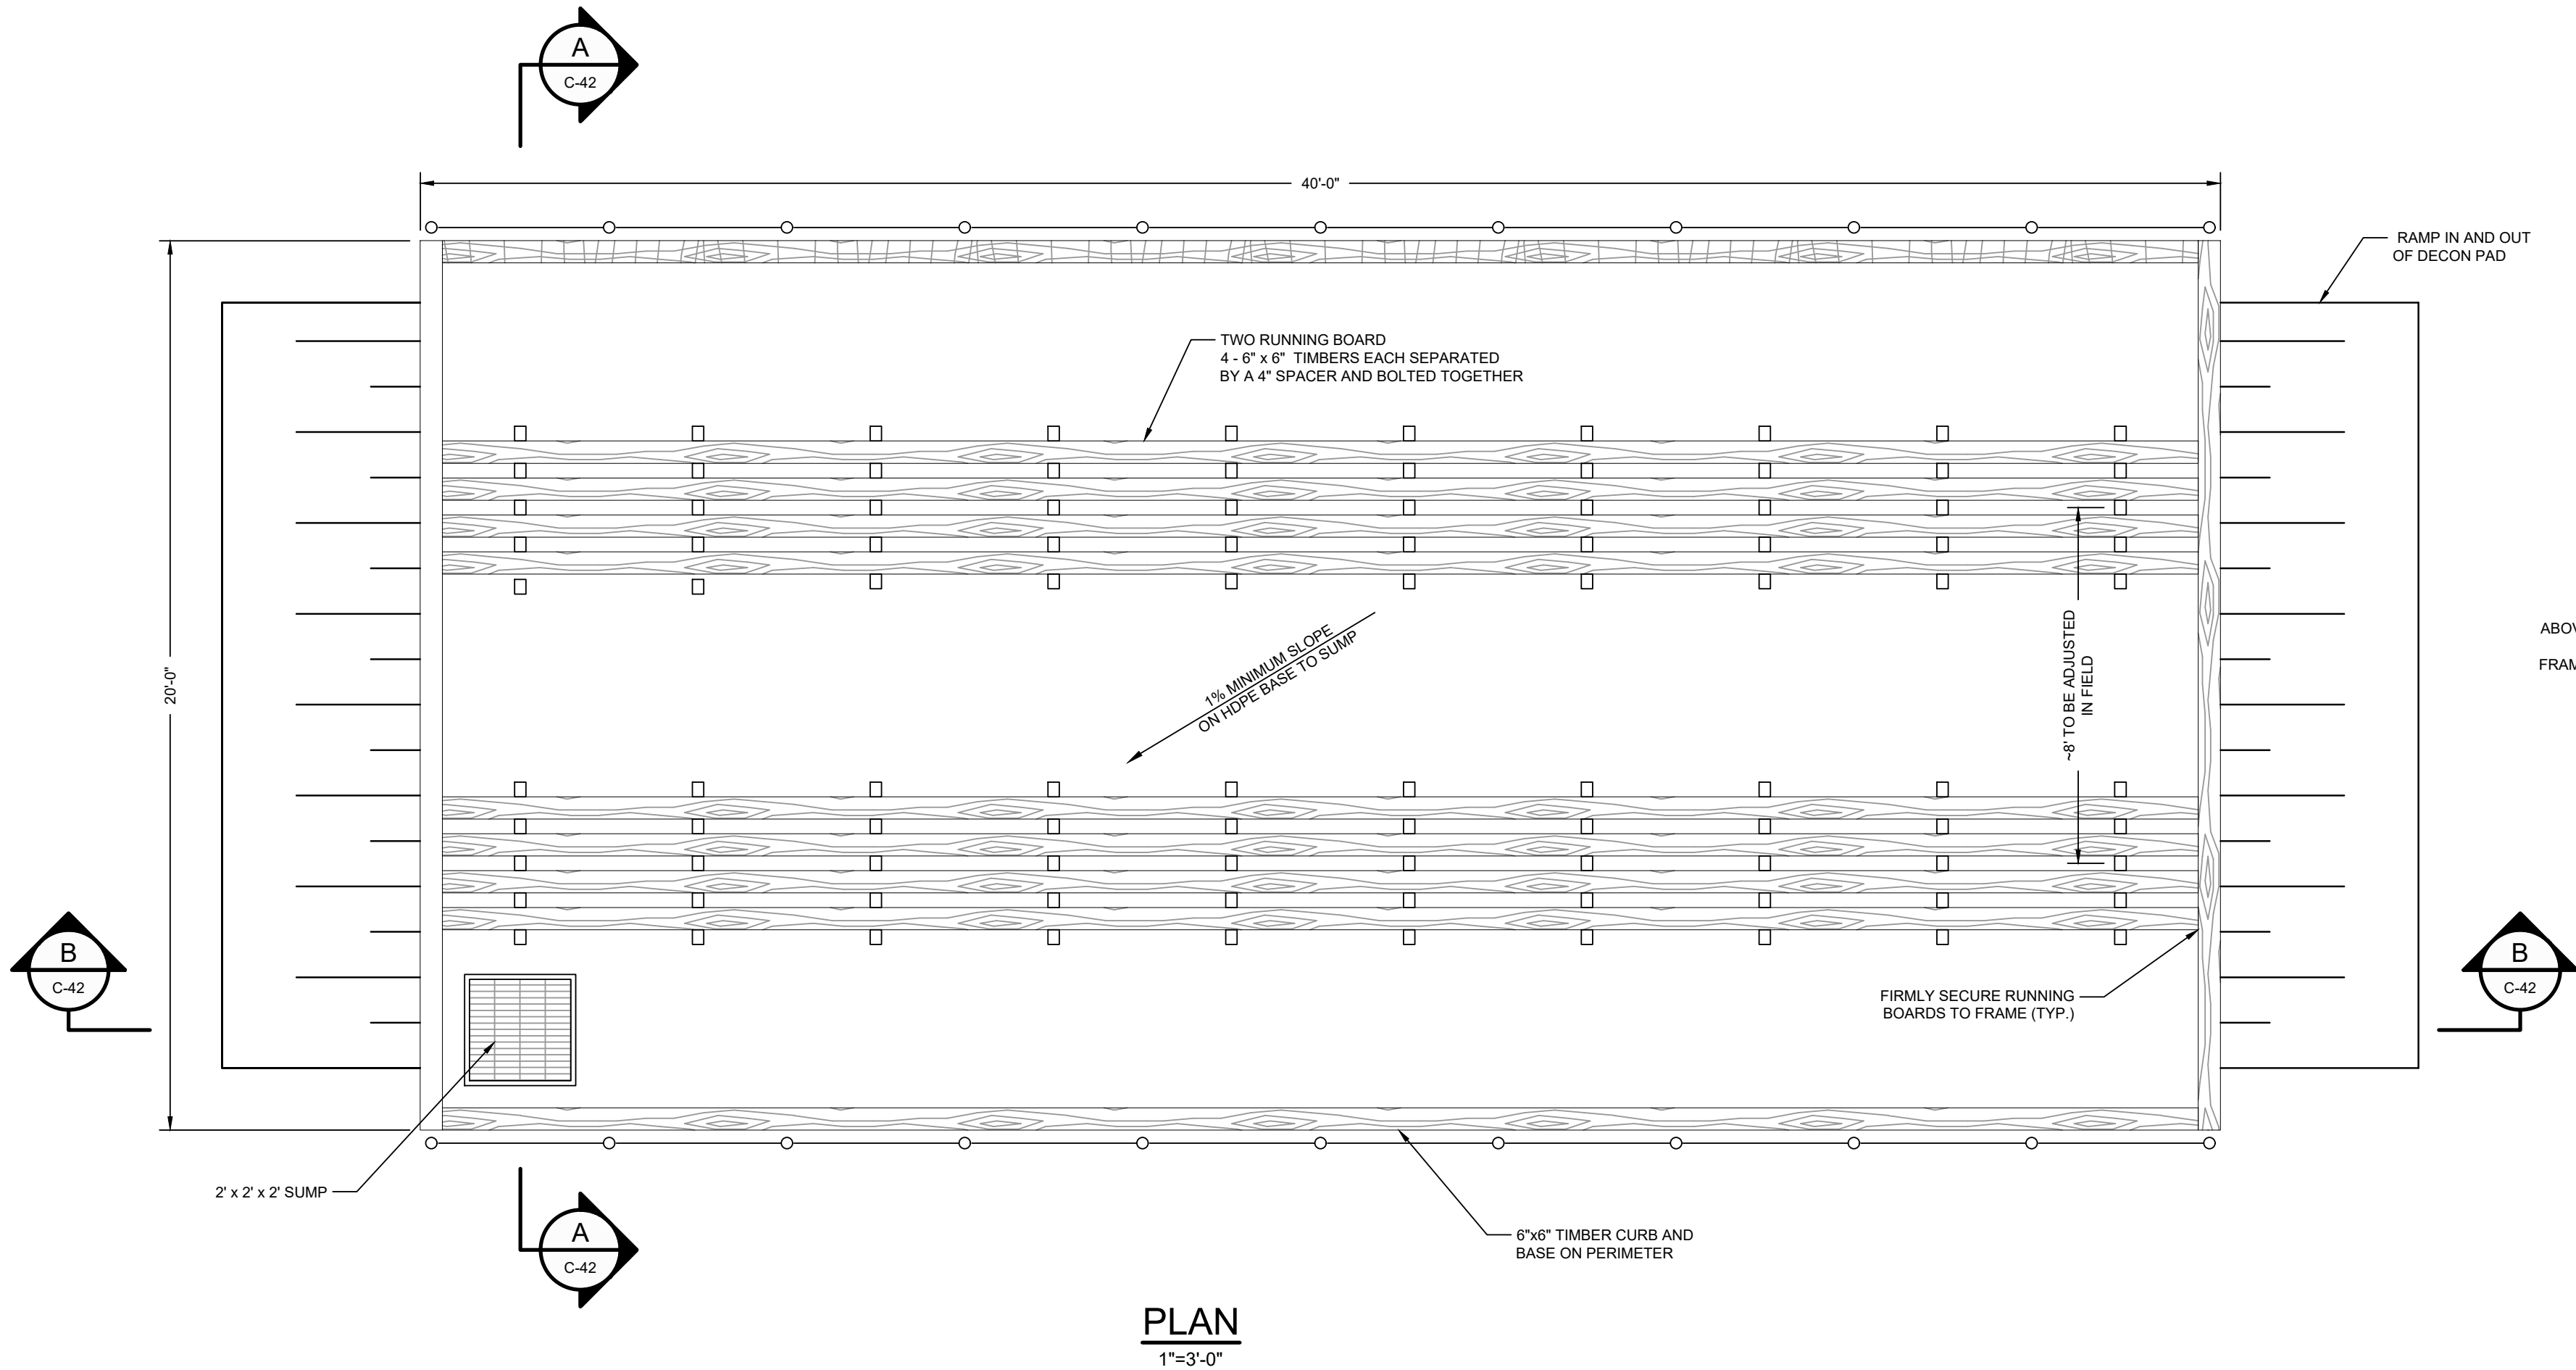 A
C-42
40'-0"
RAMP IN AND OUT
OF DECON PAD
TWO RUNNING BOARD
4 - 6" x 6" TIMBERS EACH SEPARATED
BY A 4" SPACER AND BOLTED TOGETHER
20'-0"
1% MINIMUM SLOPE
ON HDPE BASE TO SUMP
~8' TO BE ADJUSTED
IN FIELD
B
C-42
FIRMLY SECURE RUNNING
BOARDS TO FRAME (TYP.)
B
C-42
2' x 2' x 2' SUMP
A
C-42
6"x6" TIMBER CURB AND
BASE ON PERIMETER
PLAN
1"=3'-0"